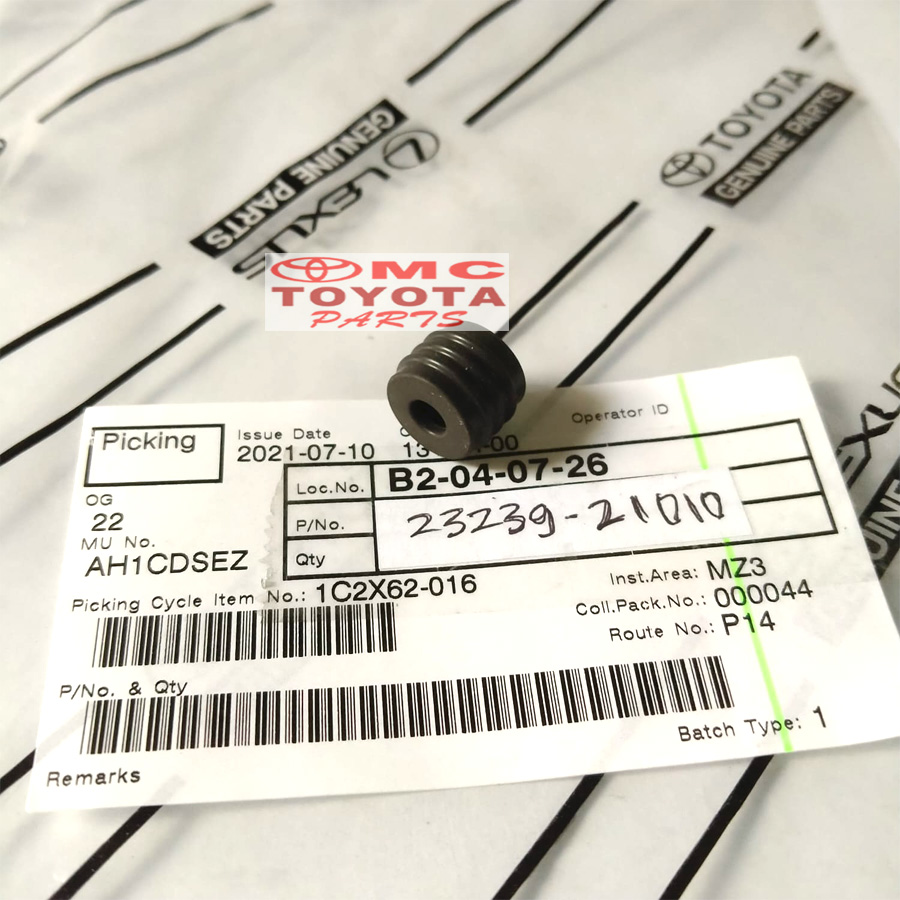 LEXUS
GENUINE PARTS
TOYOTA
GENUINE PARTS
MC
TOYOTA
PARTS
Picking
Issue Date
2021-07-10
Operator ID
Loc.No.
B2-04-07-26
P/No.
23239-21010
Qty
OG
22
MU No.
AH1CDSEZ
Picking Cycle Item No.: 1C2X62-016
Inst.Area: MZ3
Coll.Pack.No.: 000044
Route No.: P14
P/No. & Qty
Batch Type: 1
Remarks